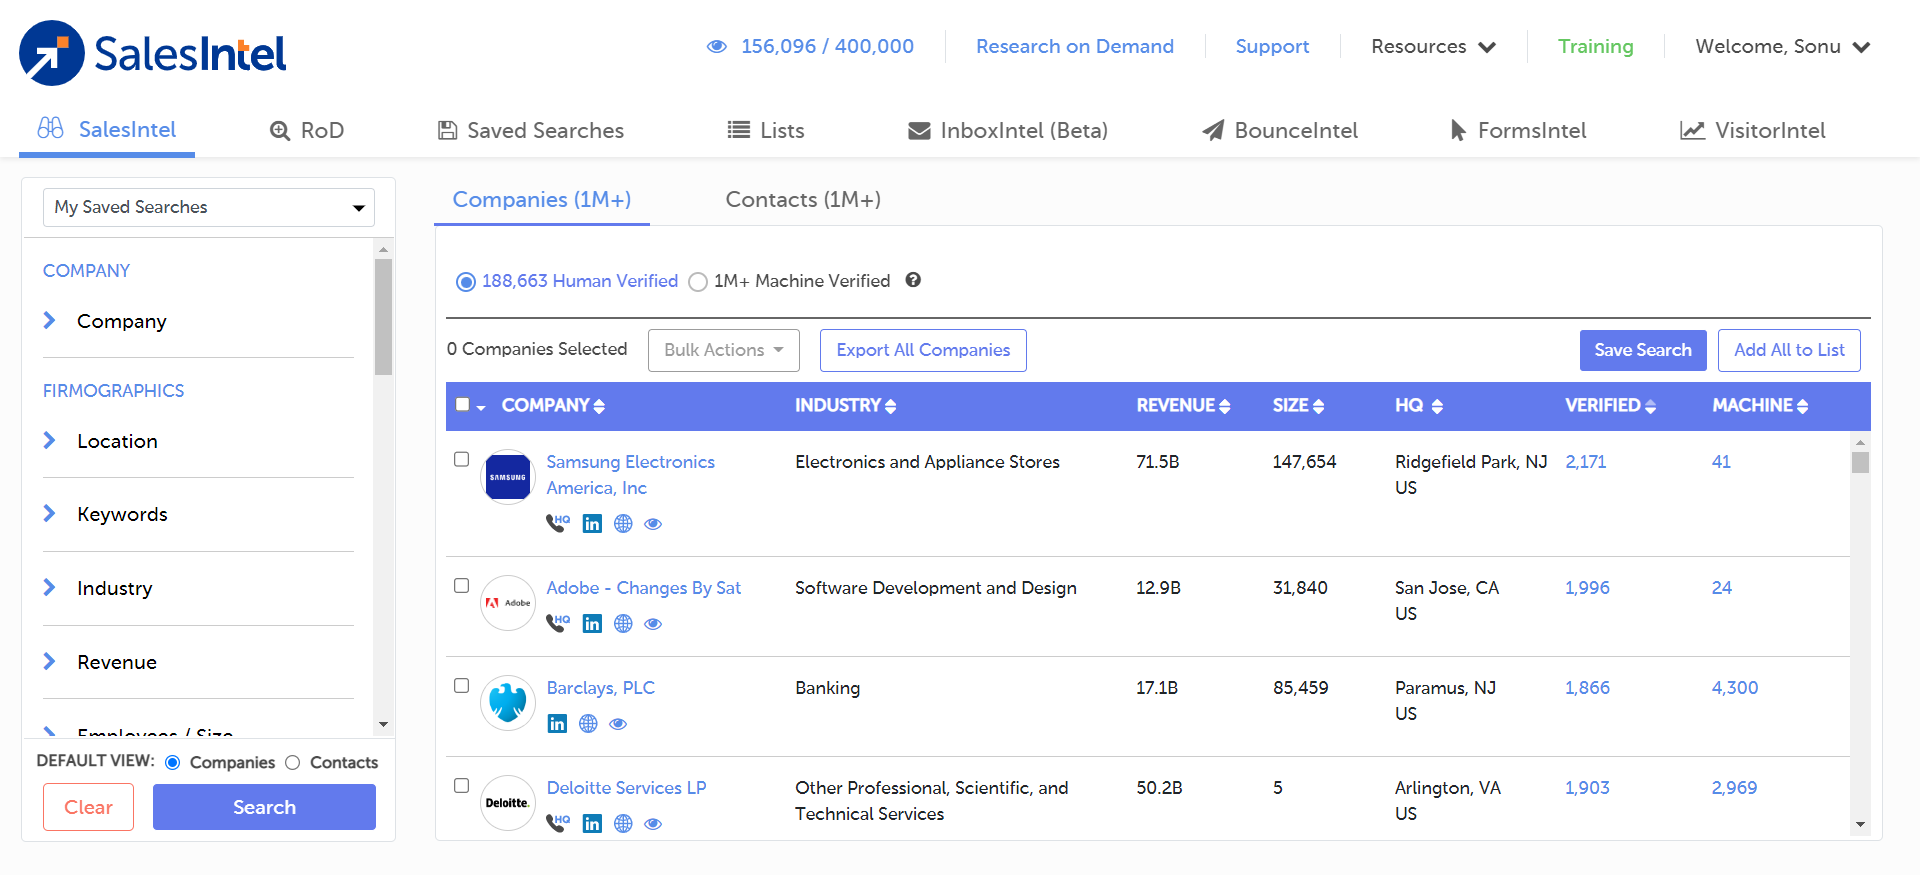 SalesIntel
156,096 / 400,000
Research on Demand
Support
Resources
Training
Welcome, Sonu
SalesIntel
RoD
Saved Searches
Lists
InboxIntel (Beta)
BounceIntel
FormsIntel
VisitorIntel
My Saved Searches
COMPANY
Company
FIRMOGRAPHICS
Location
Keywords
Industry
Revenue
Employees / Size
DEFAULT VIEW: Companies Contacts
Clear
Search
Companies (1M+)
Contacts (1M+)
188,663 Human Verified 1M+ Machine Verified ?
0 Companies Selected
Bulk Actions
Export All Companies
Save Search
Add All to List
COMPANY INDUSTRY REVENUE SIZE HQ VERIFIED MACHINE
SAMSUNG
Samsung Electronics
America, Inc
HQ in
Electronics and Appliance Stores
71.5B
147,654
Ridgefield Park, NJ
US
2,171
41
Adobe
Adobe - Changes By Sat
HQ in
Software Development and Design
12.9B
31,840
San Jose, CA
US
1,996
24
Barclays, PLC
in
Banking
17.1B
85,459
Paramus, NJ
US
1,866
4,300
Deloitte.
Deloitte Services LP
HQ in
Other Professional, Scientific, and
Technical Services
50.2B
5
Arlington, VA
US
1,903
2,969